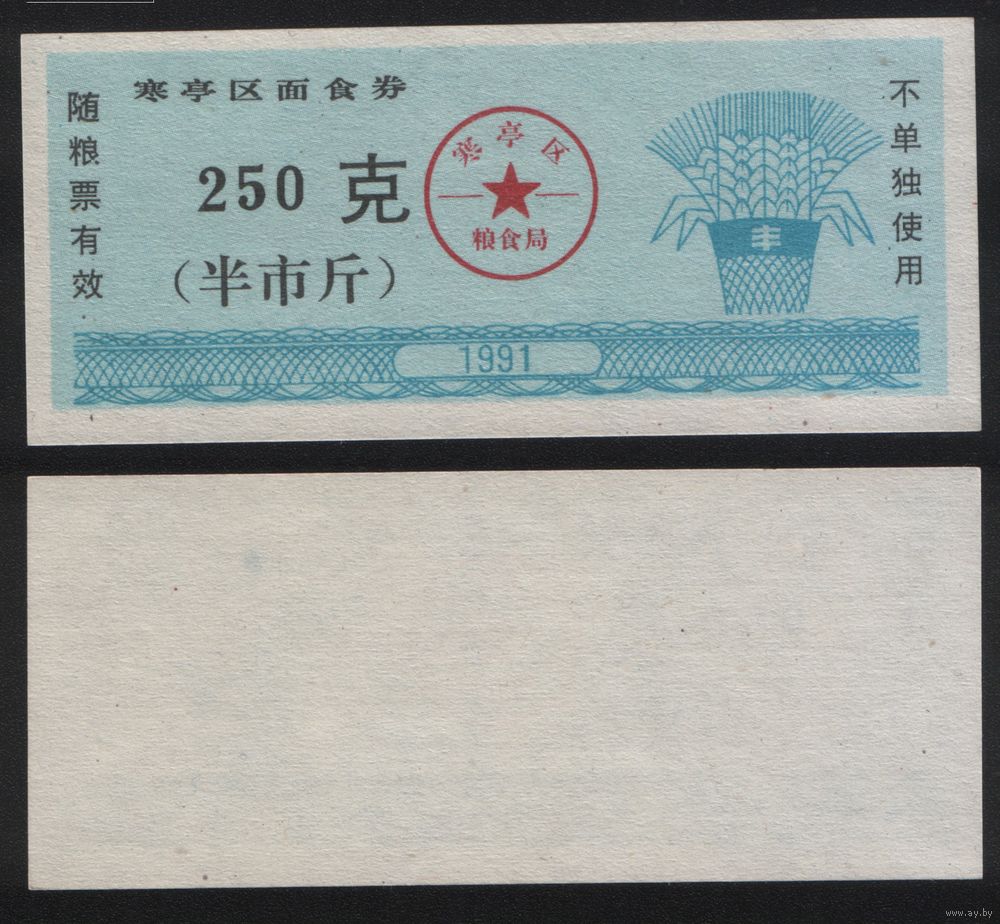 寒亭区面食券
随粮票有效
250 克
(半市斤)
寒亭区
粮食局
丰
不单独使用
1991
www.ay.by